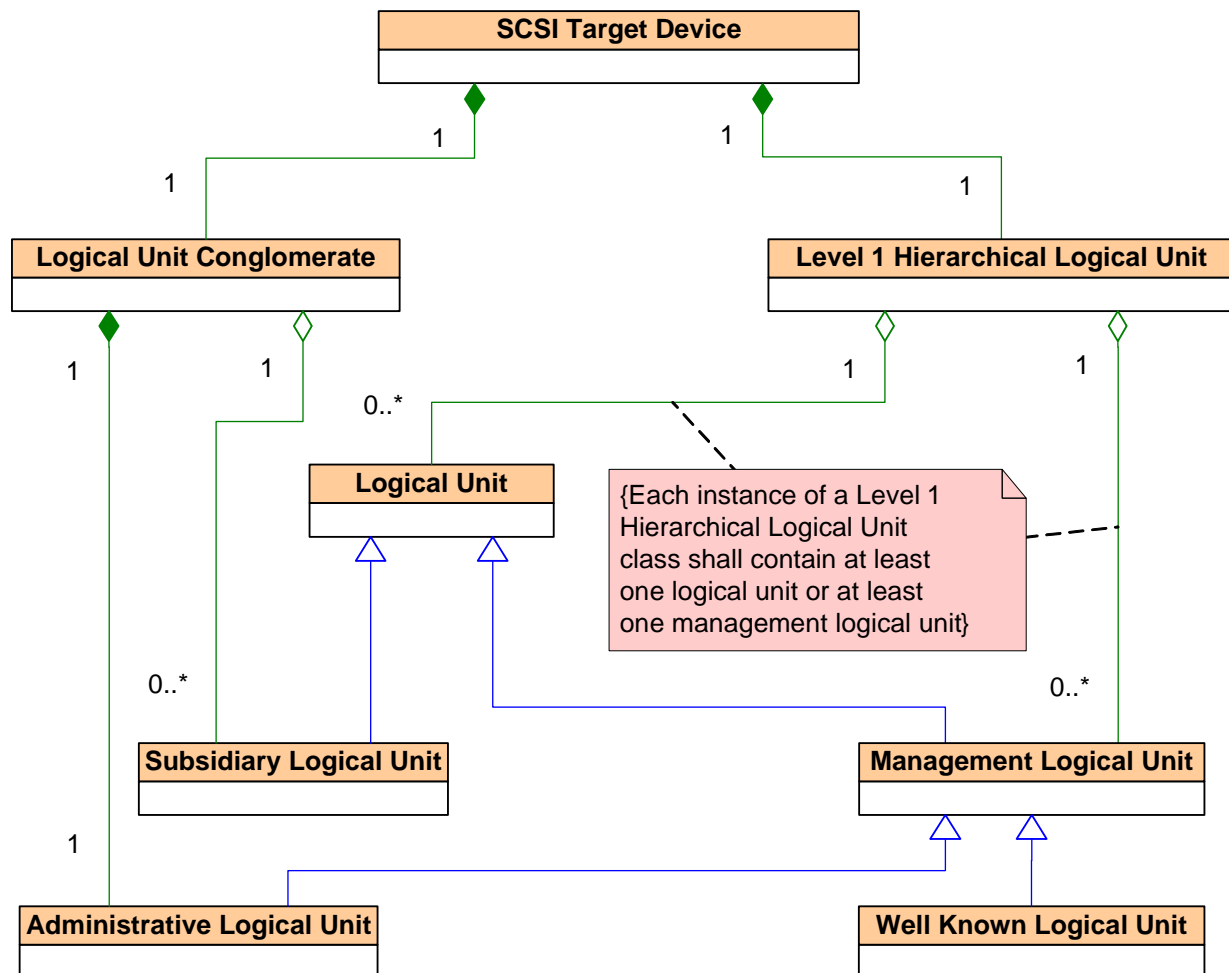 SCSI Target Device
1
1
1
1
Logical Unit Conglomerate
Level 1 Hierarchical Logical Unit
1
1
1
1
0..*
Logical Unit
{Each instance of a Level 1
Hierarchical Logical Unit
class shall contain at least
one logical unit or at least
one management logical unit}
0..*
0..*
Subsidiary Logical Unit
Management Logical Unit
1
Administrative Logical Unit
Well Known Logical Unit